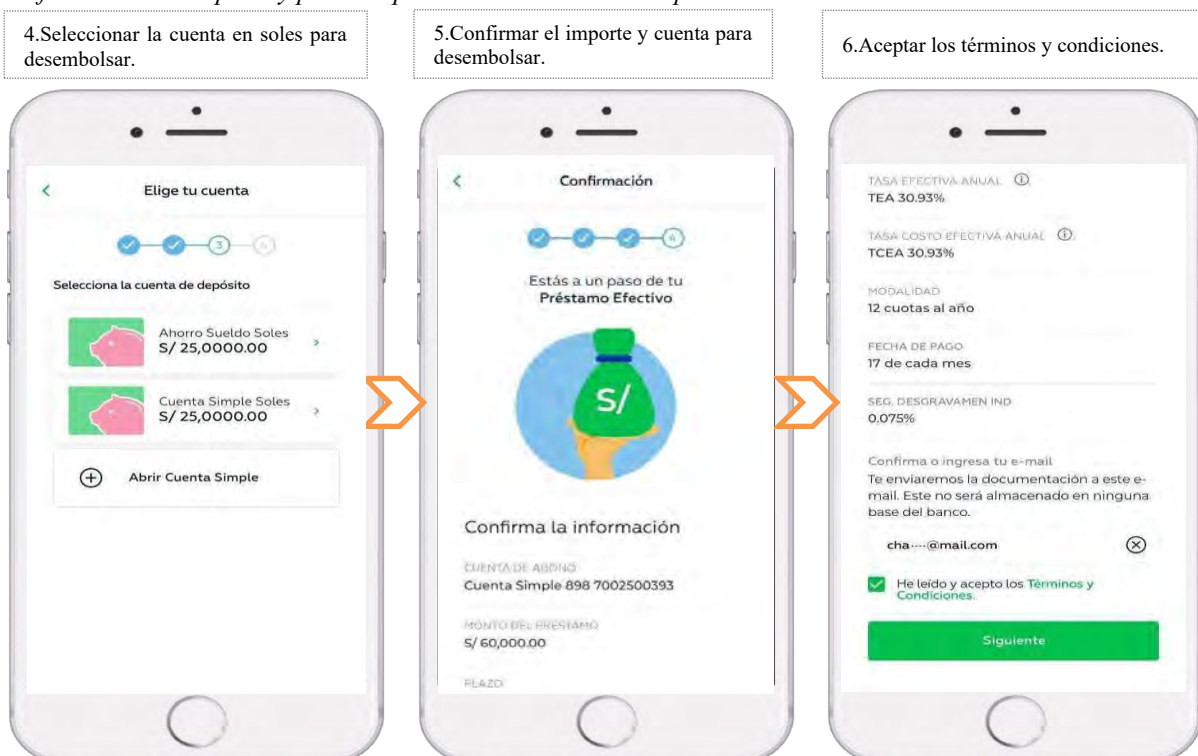 4.Seleccionar la cuenta en soles para
desembolsar.
5.Confirmar el importe y cuenta para
desembolsar.
6.Aceptar los términos y condiciones.
Elige tu cuenta
3
4
Selecciona la cuenta de depósito
Ahorro Sueldo Soles
S/ 25,0000.00
Cuenta Simple Soles
S/ 25,0000.00
Abrir Cuenta Simple
Confirmación
4
Estás a un paso de tu
Préstamo Efectivo
S/
Confirma la información
CUENTA DE ABONO
Cuenta Simple 898 7002500393
MONTO DEL PRÉSTAMO
S/ 60,000.00
PLAZO
TASA EFECTIVA ANUAL
TEA 30.93%
TASA COSTO EFECTIVA ANUAL
TCEA 30.93%
MODALIDAD
12 cuotas al año
FECHA DE PAGO
17 de cada mes
SEG. DESGRAVAMEN IND
0.075%
Confirma o ingresa tu e-mail
Te enviaremos la documentación a este e-
mail. Este no será almacenado en ninguna
base del banco.
cha····@mail.com
He leído y acepto los Términos y
Condiciones.
Siguiente